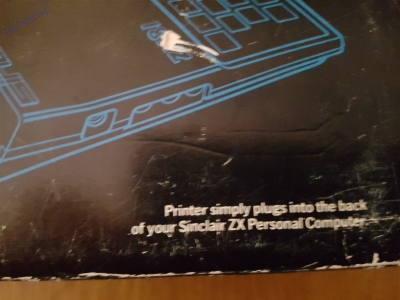 Printer simply plugs into the back
of your Sinclair ZX Personal Computer